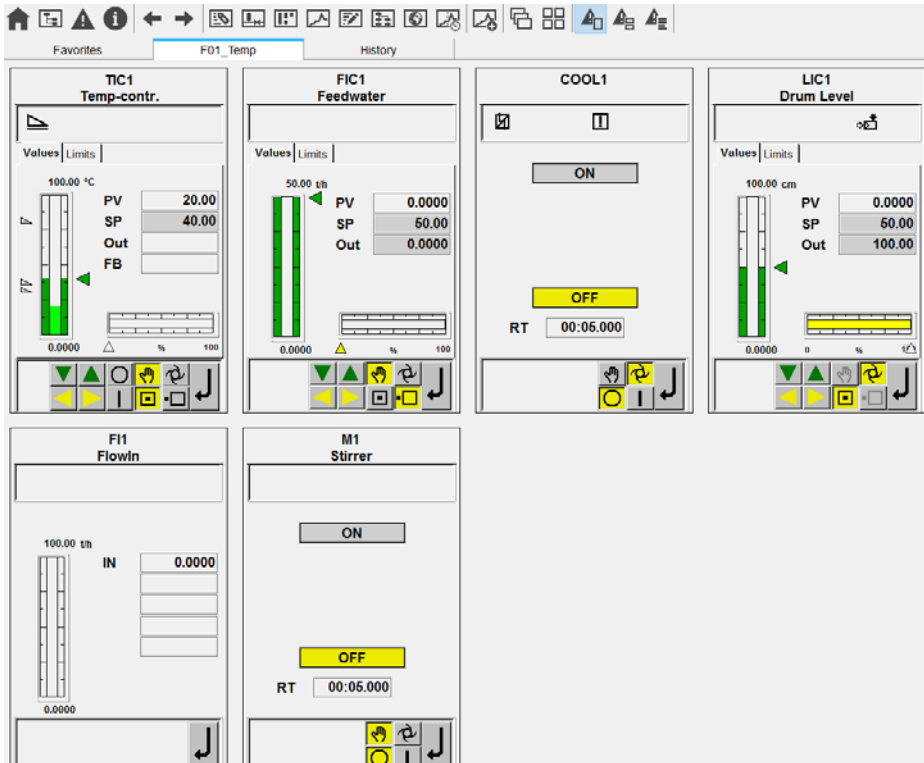 Favorites
F01_Temp
History
TIC1
Temp-contr.
Values Limits
100.00 °C
PV 20.00
SP 40.00
Out
FB
0.0000 % 100
FIC1
Feedwater
Values Limits
50.00 t/h
PV 0.0000
SP 50.00
Out 0.0000
0.0000 % 100
COOL1
ON
OFF
RT 00:05.000
LIC1
Drum Level
Values Limits
100.00 cm
PV 0.0000
SP 50.00
Out 100.00
0.0000 0 %
FI1
FlowIn
100.00 t/h
IN 0.0000
0.0000
M1
Stirrer
ON
OFF
RT 00:05.000